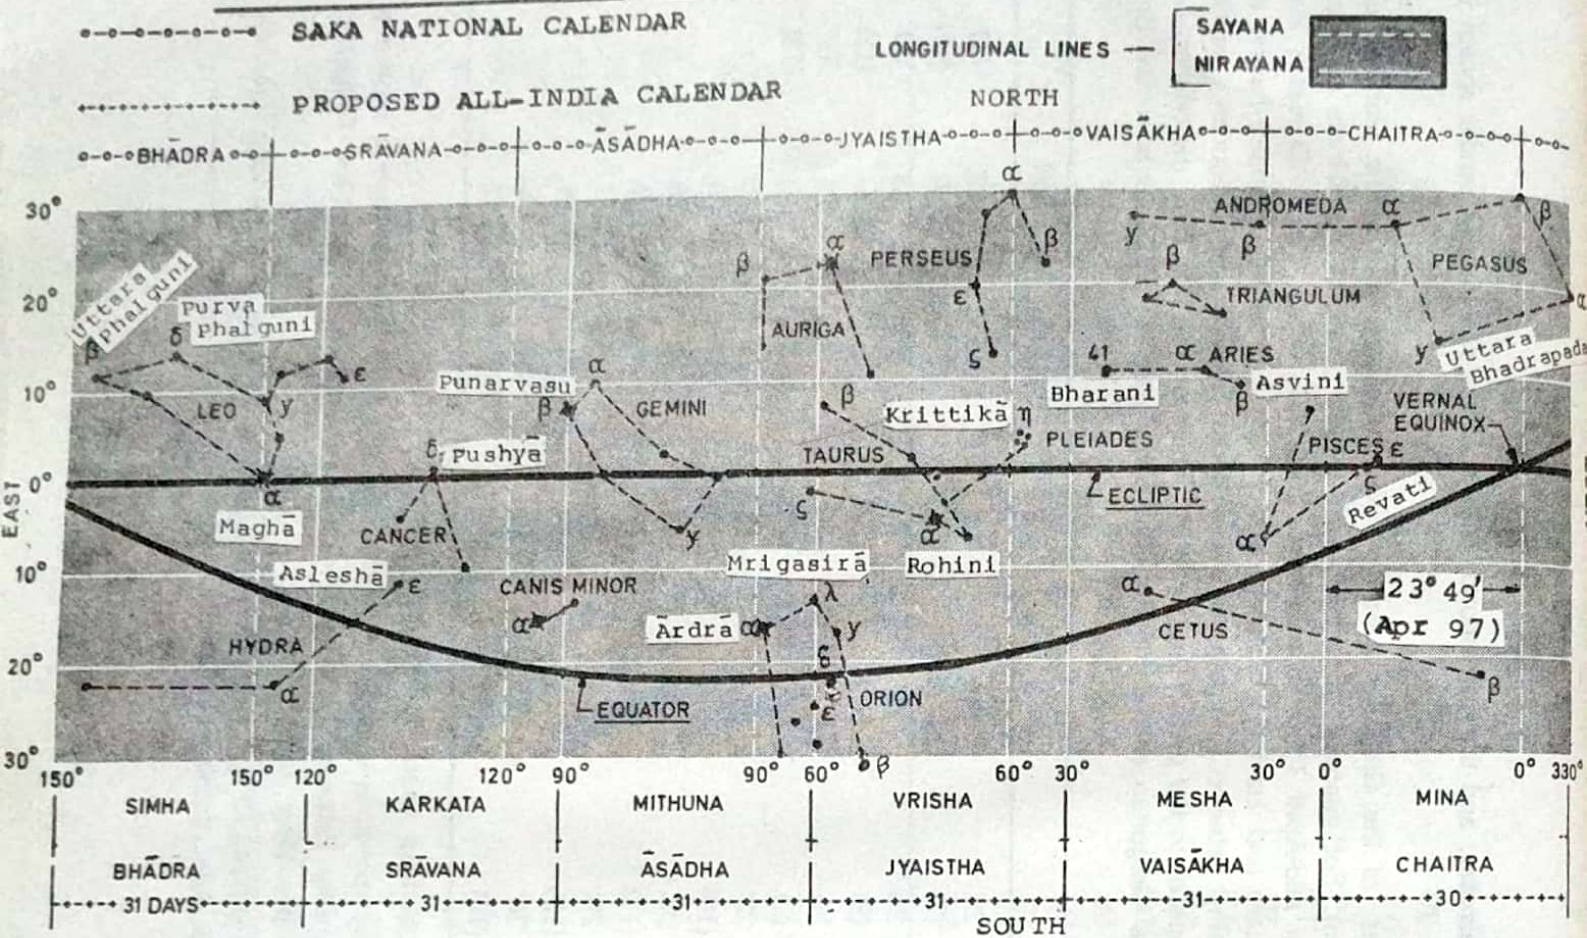 SAKA NATIONAL CALENDAR
PROPOSED ALL-INDIA CALENDAR
LONGITUDINAL LINES —
SAYANA
NIRAYANA
NORTH
BHĀDRA SRĀVANA ĀSĀDHA JYAISTHA VAISĀKHA CHAITRA
30°
20°
10°
0°
10°
20°
30°
EAST
Uttara
Phalguni
β
δ
Purva
Phalguni
LEO
γ
ε
α
Maghā
Punarvasu
β
α
GEMINI
γ
δ
Pushyā
CANCER
Asleshā
ε
HYDRA
α
CANIS MINOR
α
β
α
AURIGA
PERSEUS
α
β
ε
ς
β
TAURUS
ς
α
Rohini
Krittikā
η
PLEIADES
Mrigasirā
λ
Ārdrā
α
γ
δ
ε
ORION
β
EQUATOR
ECLIPTIC
γ
ANDROMEDA
β
α
β
PEGASUS
α
γ
Uttara
Bhadrapada
β
TRIANGULUM
41
α
ARIES
β
Bharani
Asvini
VERNAL
EQUINOX
PISCES
ε
ς
Revati
α
α
CETUS
β
23° 49'
(Apr 97)
150° 150° 120° 120° 90° 90° 60° 60° 30° 30° 0° 0° 330°
SIMHA KARKATA MITHUNA VRISHA MESHA MINA
BHĀDRA SRĀVANA ĀSĀDHA JYAISTHA VAISĀKHA CHAITRA
31 DAYS 31 31 31 31 30
SOUTH